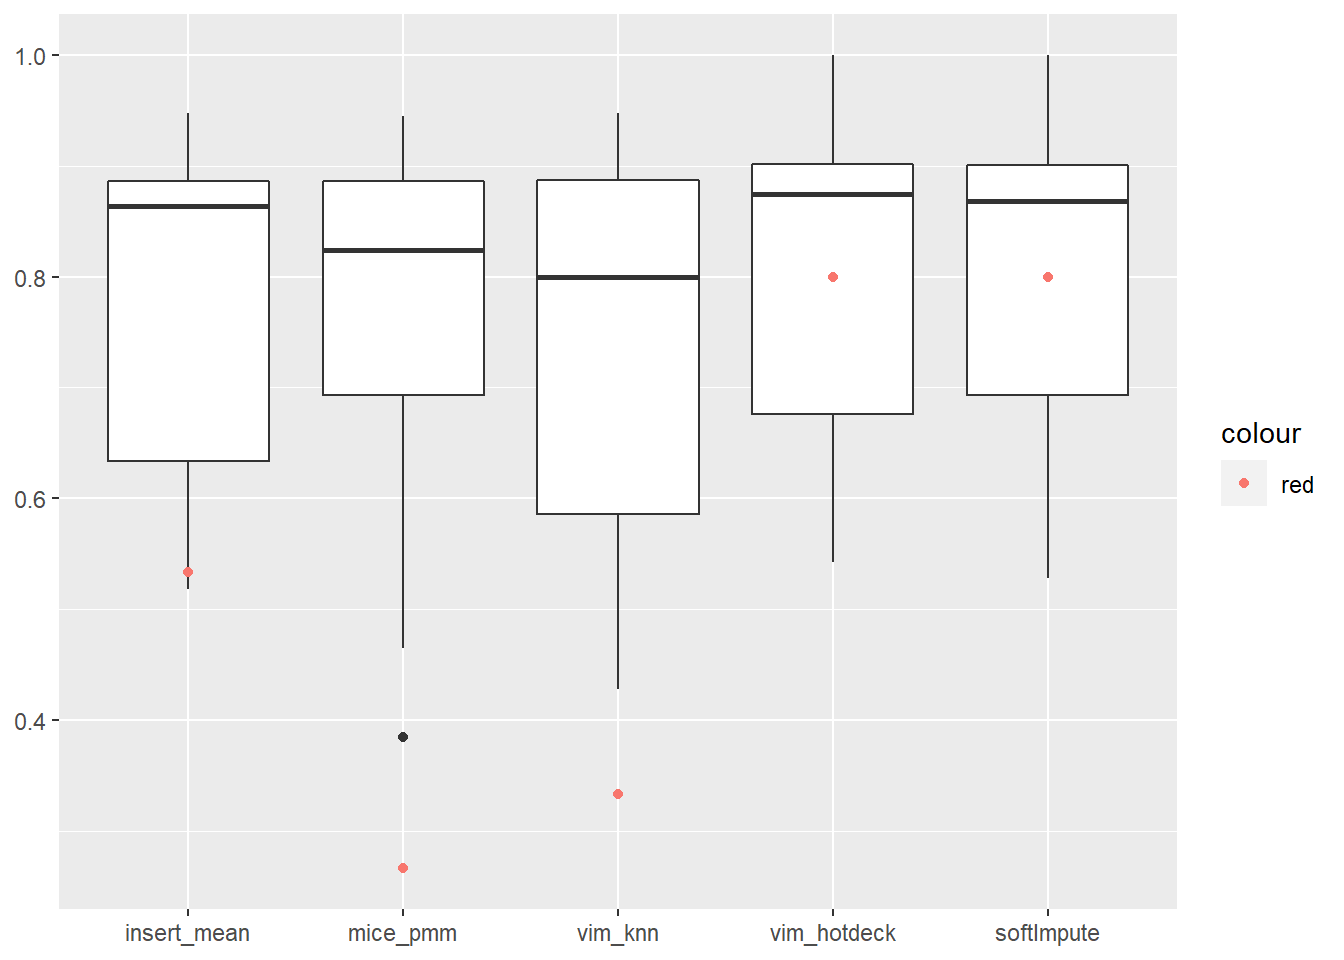 1.0
0.8
0.6
0.4
insert_mean
mice_pmm
vim_knn
vim_hotdeck
softImpute
colour
red